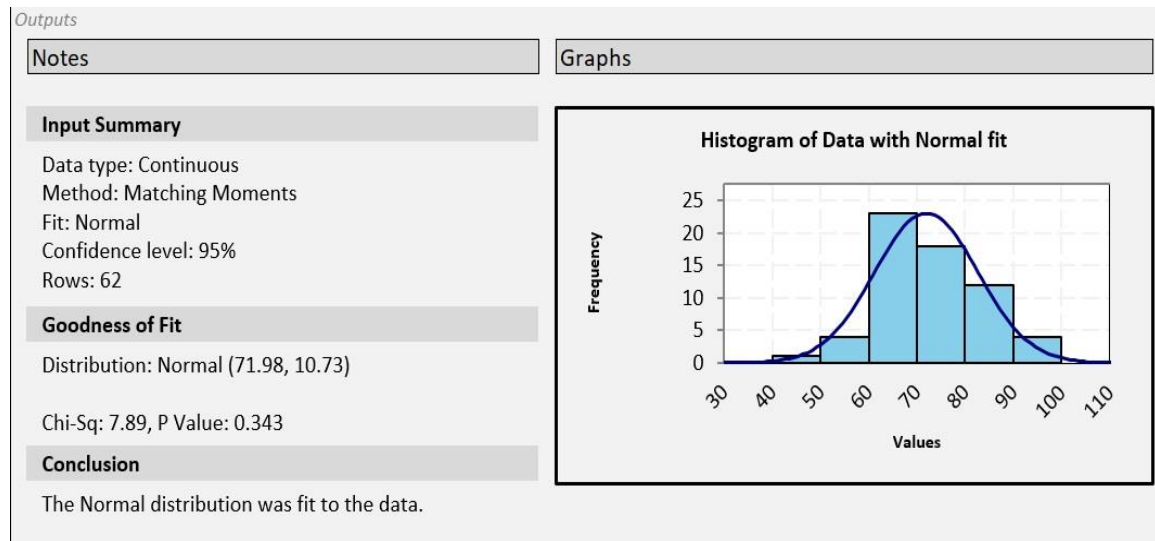 Outputs
Notes
Input Summary
Data type: Continuous
Method: Matching Moments
Fit: Normal
Confidence level: 95%
Rows: 62
Goodness of Fit
Distribution: Normal (71.98, 10.73)
Chi-Sq: 7.89, P Value: 0.343
Conclusion
The Normal distribution was fit to the data.
Graphs
Histogram of Data with Normal fit
Frequency
25
20
15
10
5
0
30 40 50 60 70 80 90 100 110
Values